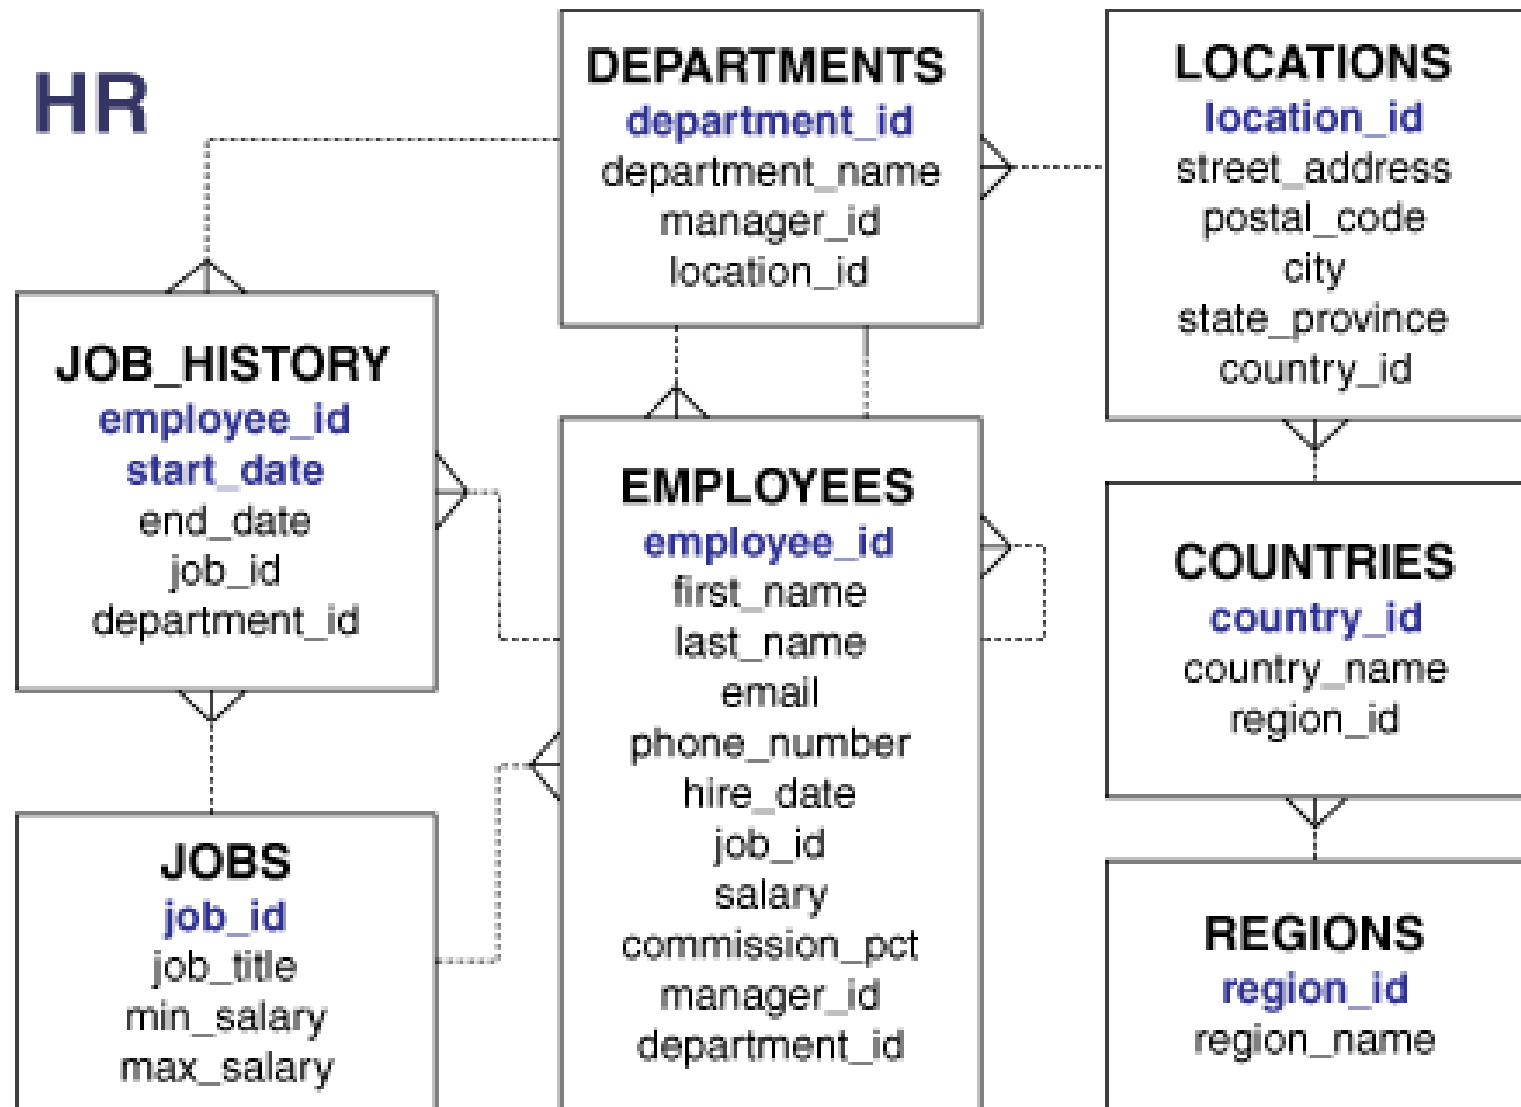 HR
DEPARTMENTS
department_id
department_name
manager_id
location_id
LOCATIONS
location_id
street_address
postal_code
city
state_province
country_id
JOB_HISTORY
employee_id
start_date
end_date
job_id
department_id
EMPLOYEES
employee_id
first_name
last_name
email
phone_number
hire_date
job_id
salary
commission_pct
manager_id
department_id
COUNTRIES
country_id
country_name
region_id
JOBS
job_id
job_title
min_salary
max_salary
REGIONS
region_id
region_name